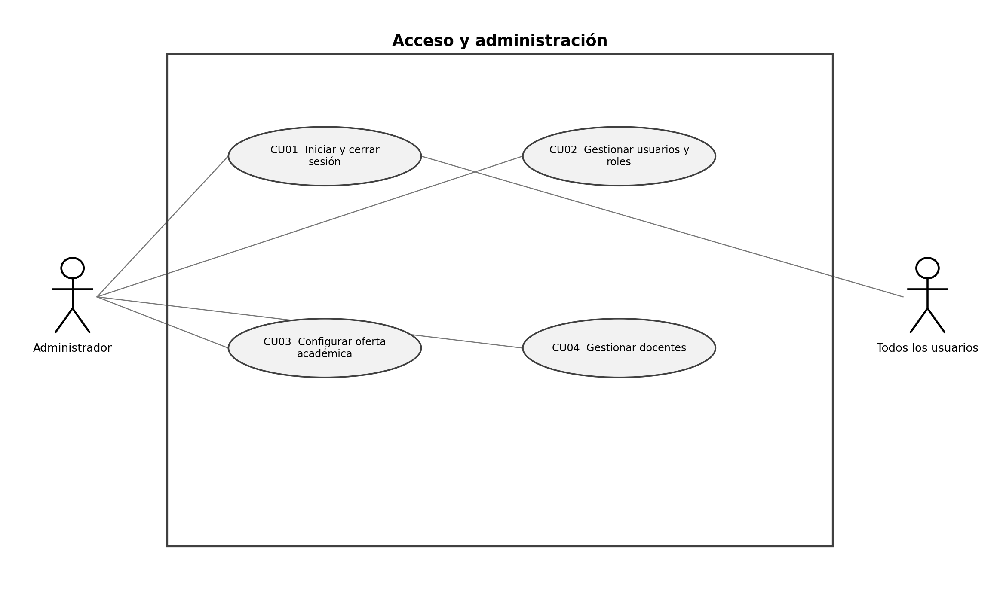 Acceso y administración
CU01  Iniciar y cerrar
sesión
CU02  Gestionar usuarios y
roles
Administrador
Todos los usuarios
CU03  Configurar oferta
académica
CU04  Gestionar docentes